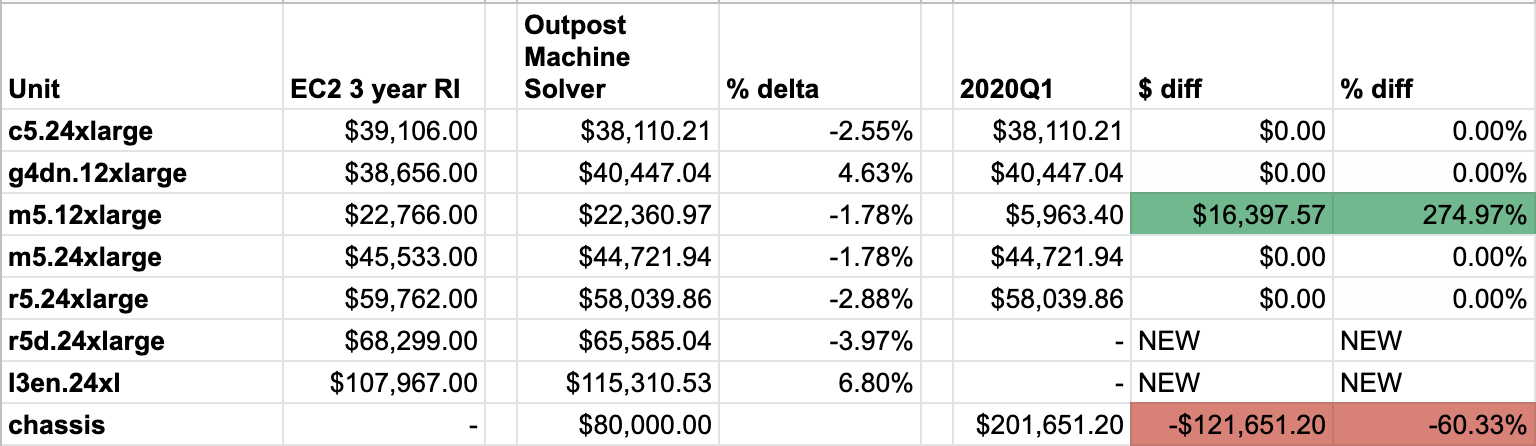 Unit EC2 3 year RI Outpost Machine Solver % delta 2020Q1 $ diff % diff
c5.24xlarge $39,106.00 $38,110.21 -2.55% $38,110.21 $0.00 0.00%
g4dn.12xlarge $38,656.00 $40,447.04 4.63% $40,447.04 $0.00 0.00%
m5.12xlarge $22,766.00 $22,360.97 -1.78% $5,963.40 $16,397.57 274.97%
m5.24xlarge $45,533.00 $44,721.94 -1.78% $44,721.94 $0.00 0.00%
r5.24xlarge $59,762.00 $58,039.86 -2.88% $58,039.86 $0.00 0.00%
r5d.24xlarge $68,299.00 $65,585.04 -3.97% - NEW NEW
I3en.24xl $107,967.00 $115,310.53 6.80% - NEW NEW
chassis - $80,000.00 $201,651.20 -$121,651.20 -60.33%